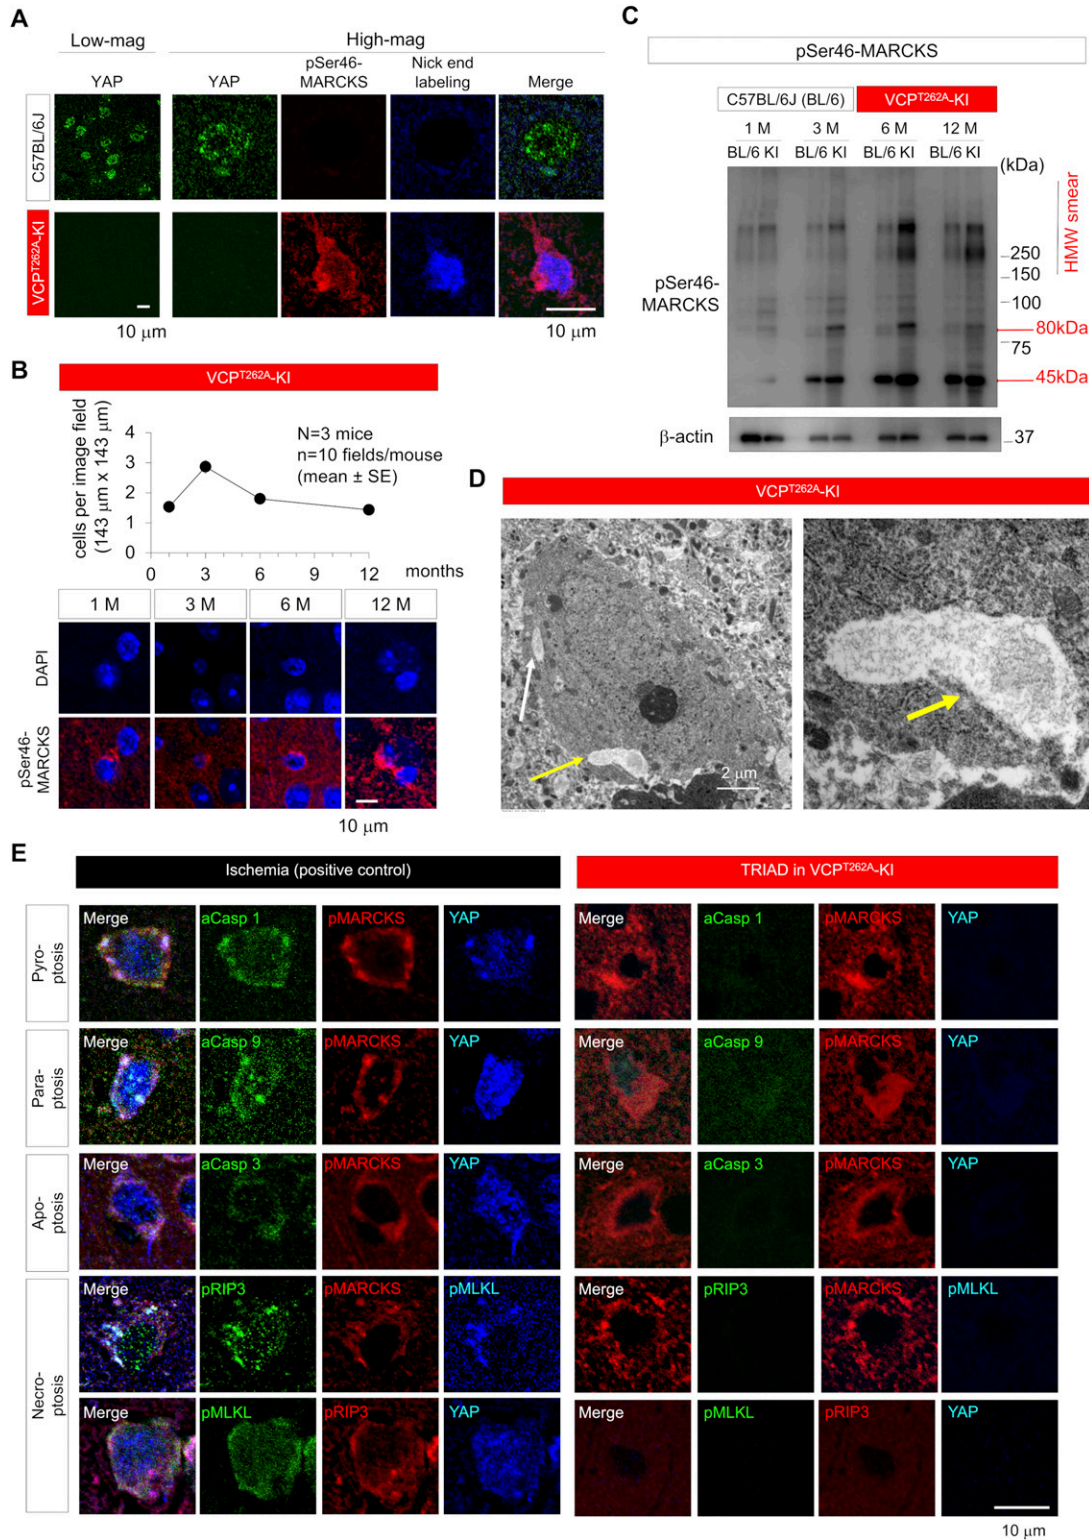 A
Low-mag
High-mag
YAP
YAP
pSer46-
MARCKS
Nick end
labeling
Merge
C57BL/6J
VCPT262A-KI
10 μm
10 μm
B
VCPT262A-KI
cells per image field
(143 μm x 143 μm)
4
3
2
1
0
N=3 mice
n=10 fields/mouse
(mean ± SE)
0 3 6 9 12 months
1 M 3 M 6 M 12 M
DAPI
pSer46-
MARCKS
10 μm
C
pSer46-MARCKS
C57BL/6J (BL/6) VCPT262A-KI
1 M 3 M 6 M 12 M
BL/6 KI BL/6 KI BL/6 KI BL/6 KI (kDa)
HMW smear
250
150
100
80kDa
75
45kDa
pSer46-
MARCKS
β-actin
37
D
VCPT262A-KI
2 μm
E
Ischemia (positive control)
TRIAD in VCPT262A-KI
Pyro-
ptosis
Merge aCasp 1 pMARCKS YAP
Merge aCasp 1 pMARCKS YAP
Para-
ptosis
Merge aCasp 9 pMARCKS YAP
Merge aCasp 9 pMARCKS YAP
Apo-
ptosis
Merge aCasp 3 pMARCKS YAP
Merge aCasp 3 pMARCKS YAP
Necro-
ptosis
Merge pRIP3 pMARCKS pMLKL
Merge pRIP3 pMARCKS pMLKL
Merge pMLKL pRIP3 YAP
Merge pMLKL pRIP3 YAP
10 μm